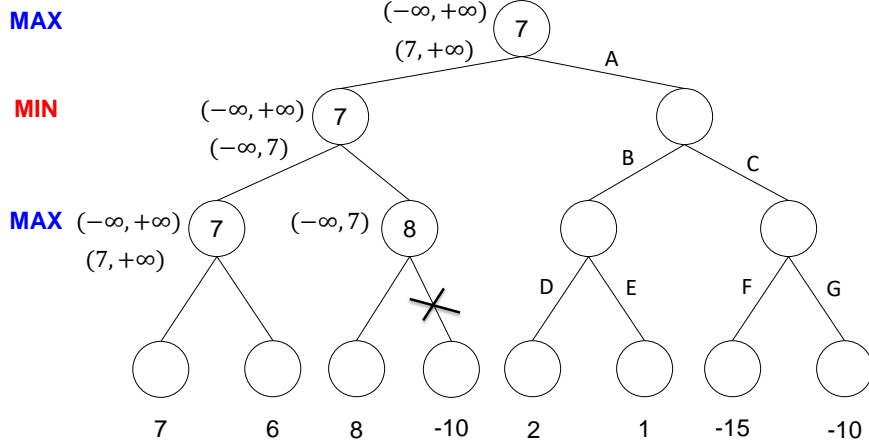 MAX (−∞, +∞) 7
(7, +∞) A
MIN (−∞, +∞) 7
(−∞, 7) B C
MAX (−∞, +∞) 7 (−∞, 7) 8
(7, +∞)
D E F G
7 6 8 -10 2 1 -15 -10